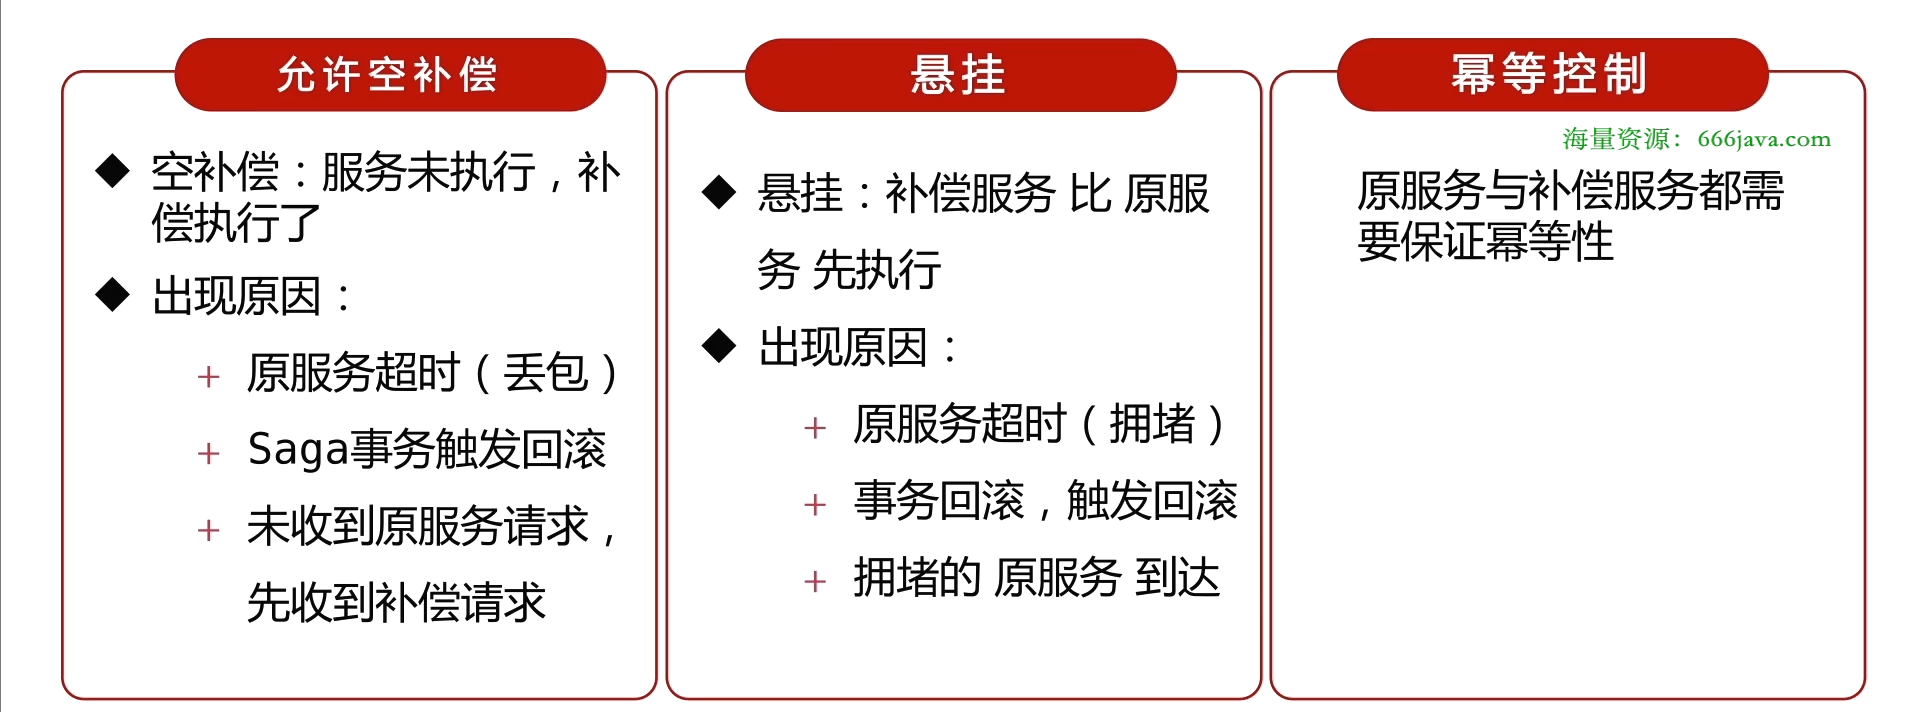 允许空补偿
◆ 空补偿：服务未执行，补
偿执行了
◆ 出现原因：
+ 原服务超时（丢包）
+ Saga事务触发回滚
+ 未收到原服务请求，
先收到补偿请求
悬挂
◆ 悬挂：补偿服务 比 原服
务 先执行
◆ 出现原因：
+ 原服务超时（拥堵）
+ 事务回滚，触发回滚
+ 拥堵的 原服务 到达
幂等控制
海量资源：666java.com
原服务与补偿服务都需
要保证幂等性